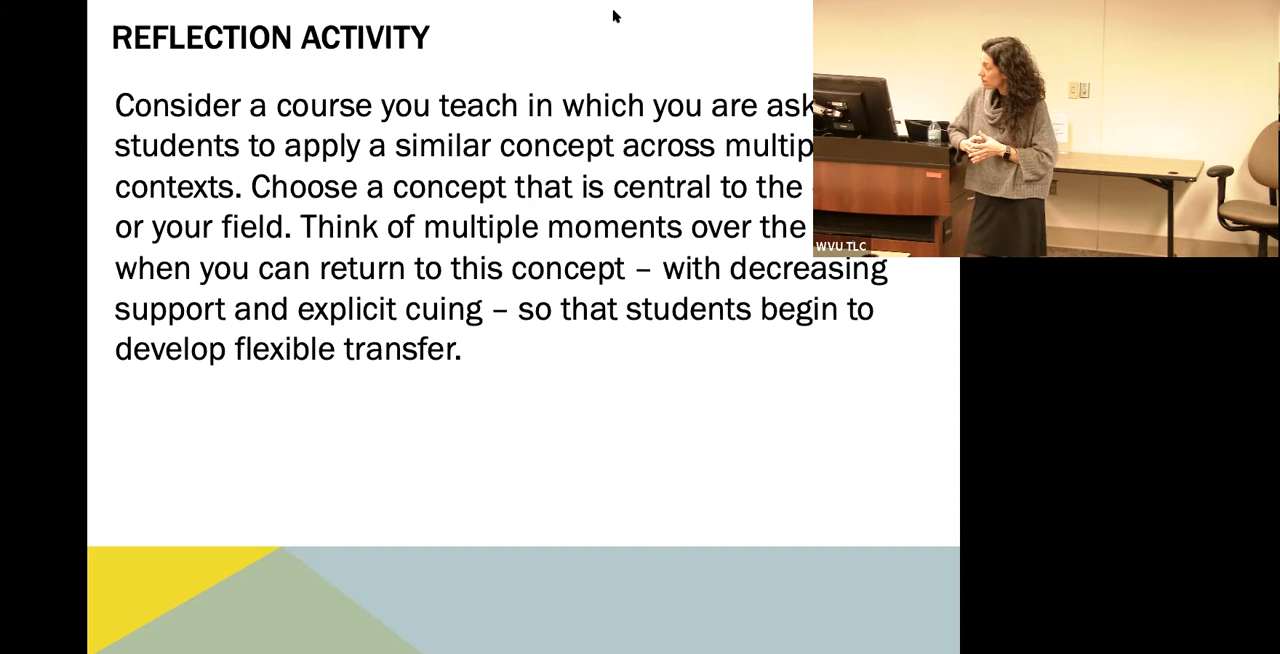 REFLECTION ACTIVITY
Consider a course you teach in which you are ask
students to apply a similar concept across multip
contexts. Choose a concept that is central to the
or your field. Think of multiple moments over the
when you can return to this concept – with decreasing
support and explicit cuing – so that students begin to
develop flexible transfer.
WVU TLC